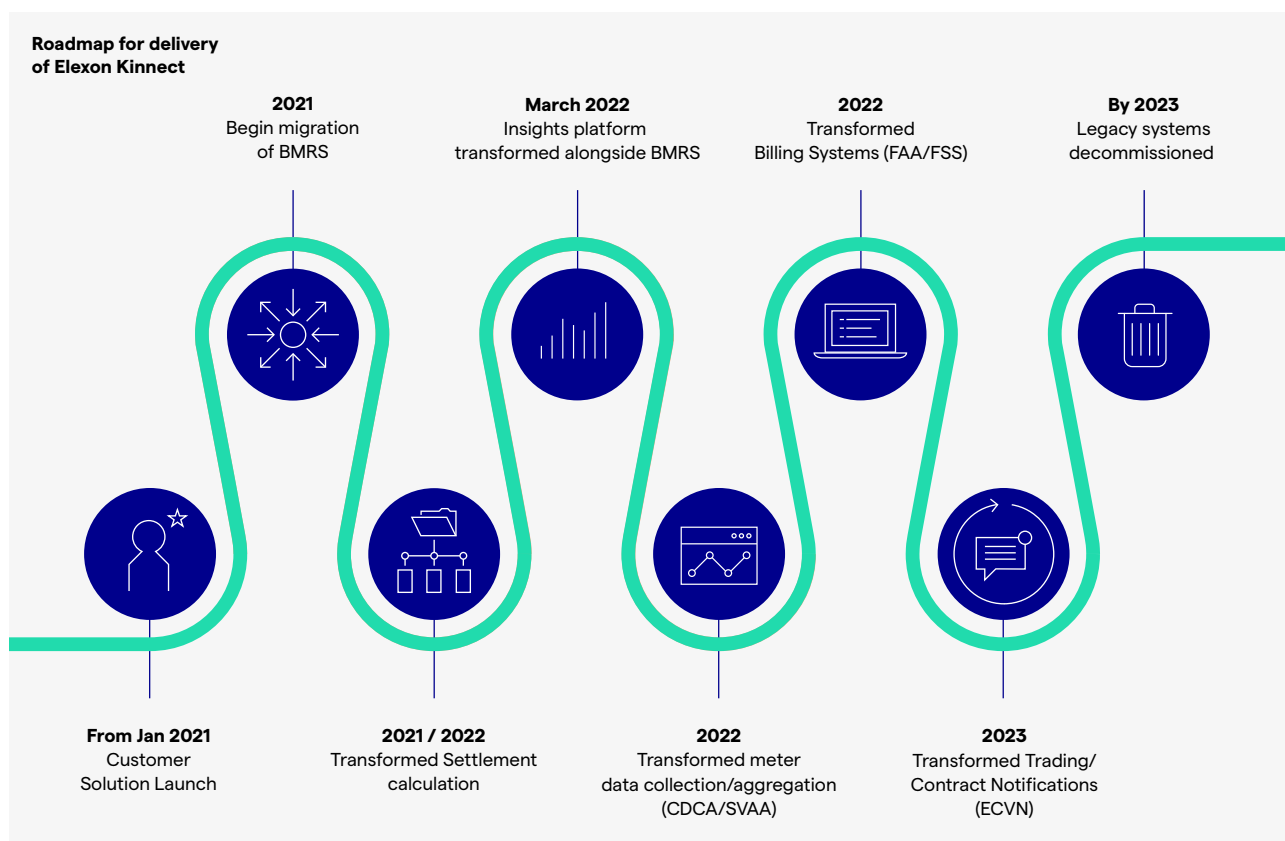 Roadmap for delivery
of Elexon Kinnect
2021
Begin migration
of BMRS
March 2022
Insights platform
transformed alongside BMRS
2022
Transformed
Billing Systems (FAA/FSS)
By 2023
Legacy systems
decommissioned
From Jan 2021
Customer
Solution Launch
2021 / 2022
Transformed Settlement
calculation
2022
Transformed meter
data collection/aggregation
(CDCA/SVAA)
2023
Transformed Trading/
Contract Notifications
(ECVN)